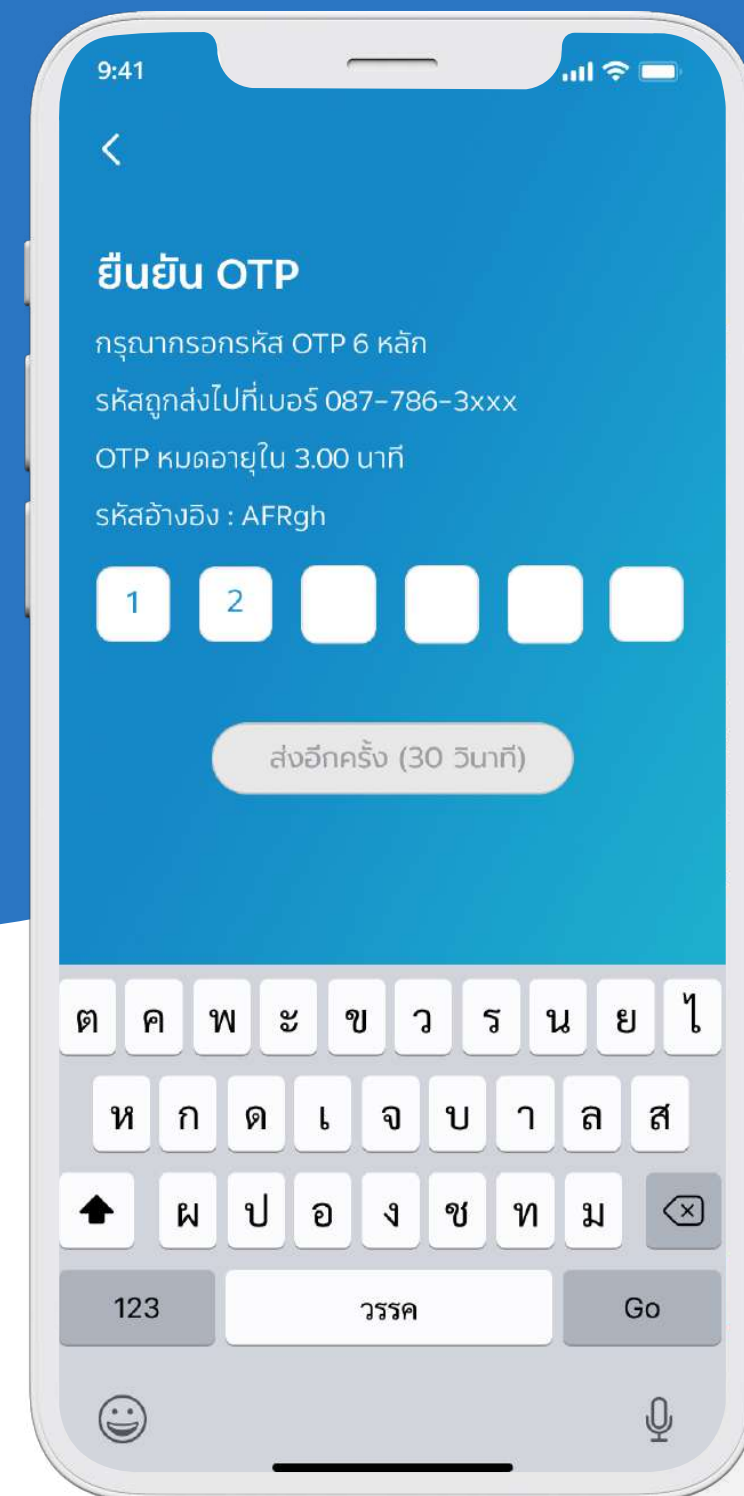 9:41
ยืนยัน OTP
กรุณากรอกรหัส OTP 6 หลัก
รหัสถูกส่งไปที่เบอร์ 087-786-3xxx
OTP หมดอายุใน 3.00 นาที
รหัสอ้างอิง : AFRgh
1 2
ส่งอีกครั้ง (30 วินาที)
ต ค พ ะ ข ว ร น ย ไ
ห ก ด เ จ บ า ล ส
ผ ป อ ง ช ท ม
123 วรรค Go